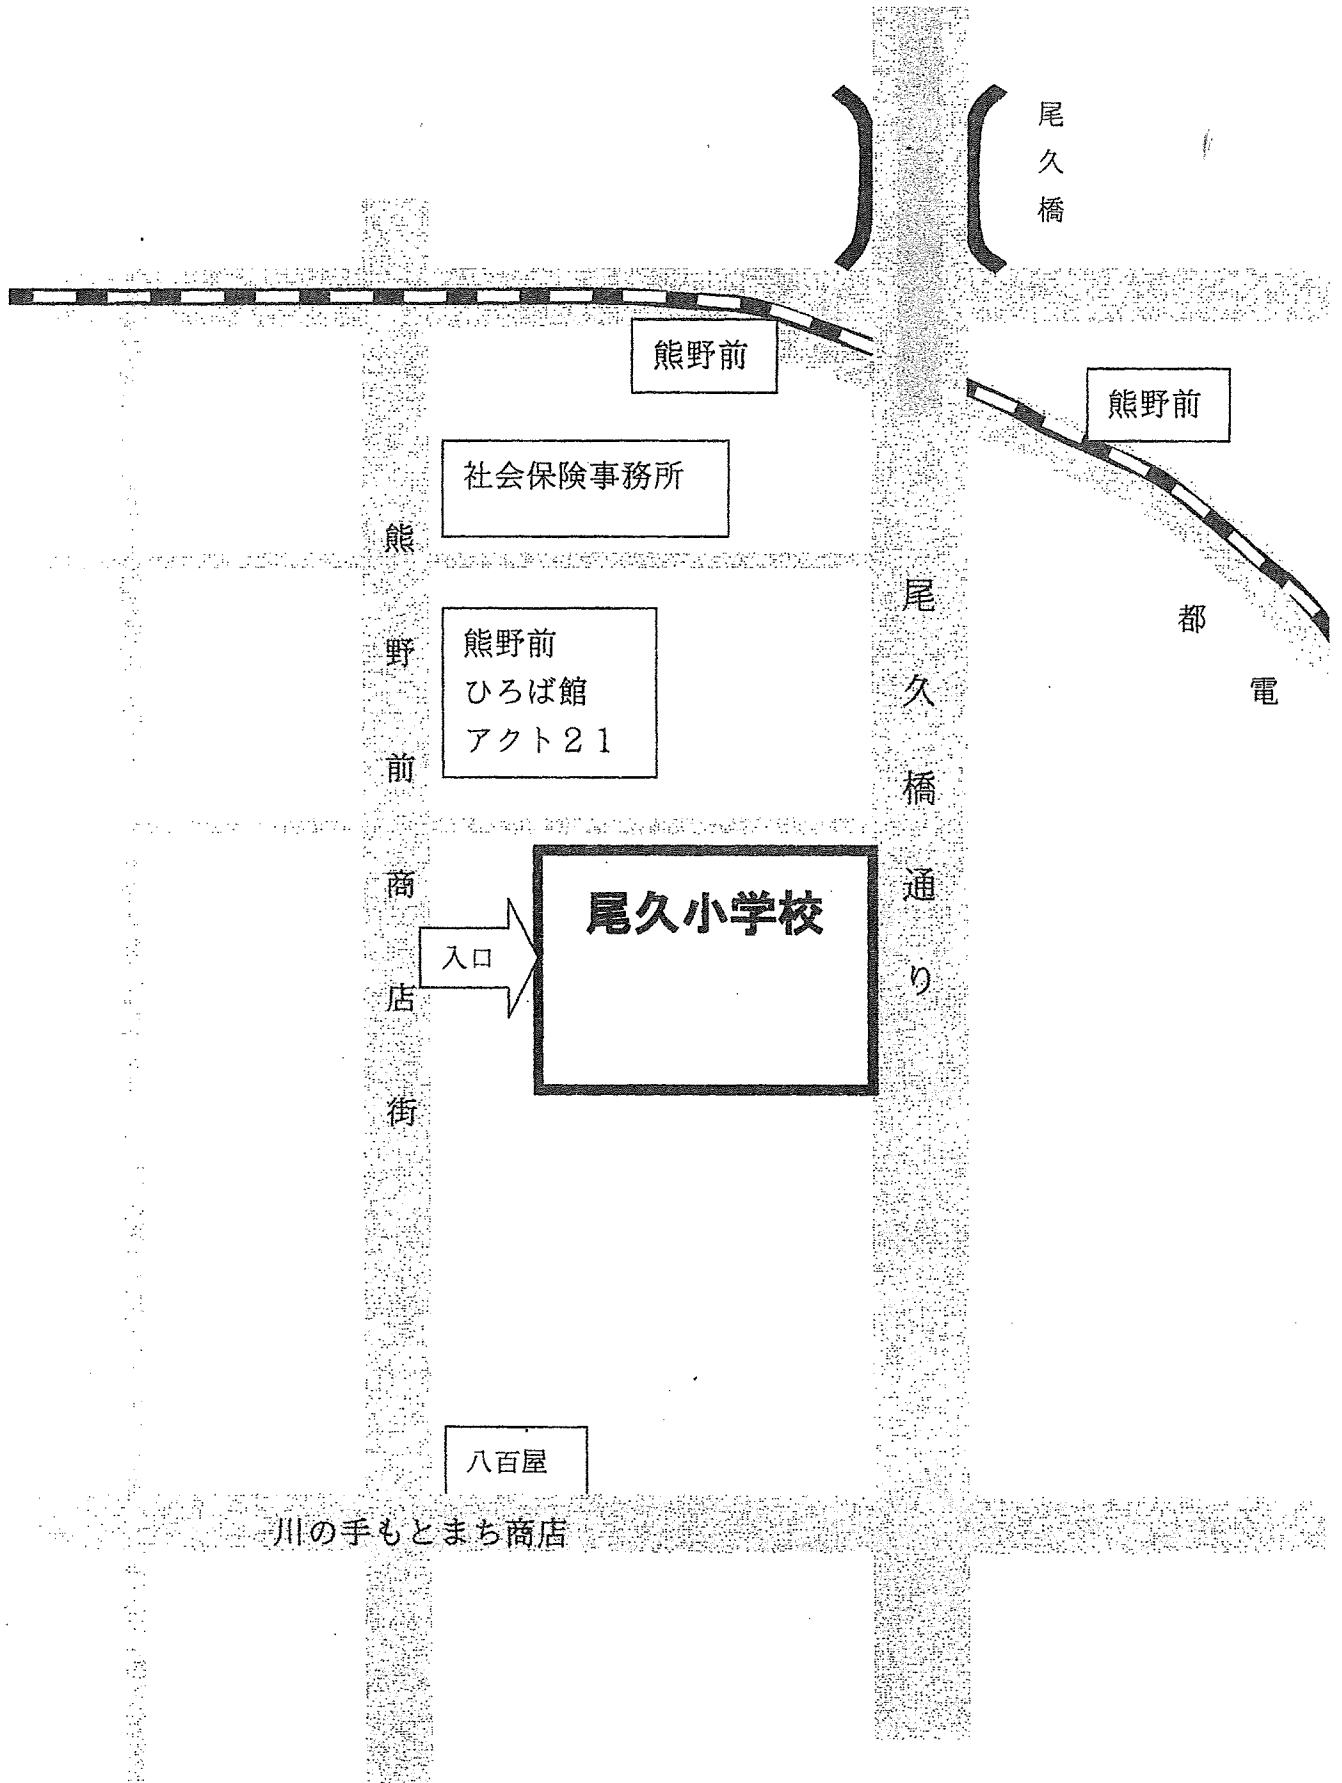 尾久橋
熊野前
熊野前
社会保険事務所
熊野前商店街
尾久橋通り
都電
熊野前
ひろば館
アクト２１
尾久小学校
入口
八百屋
川の手もとまち商店